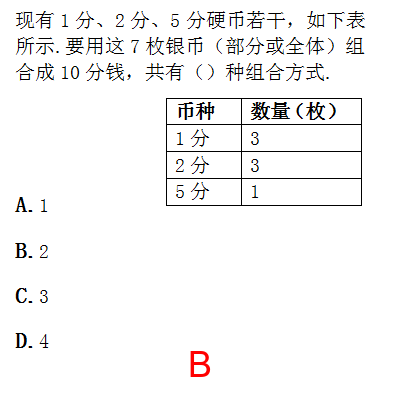 现有1分、2分、5分硬币若干，如下表
所示.要用这7枚银币（部分或全体）组
合成10分钱，共有（）种组合方式.
币种 数量（枚）
1分 3
2分 3
5分 1
A. 1
B. 2
C. 3
D. 4
B